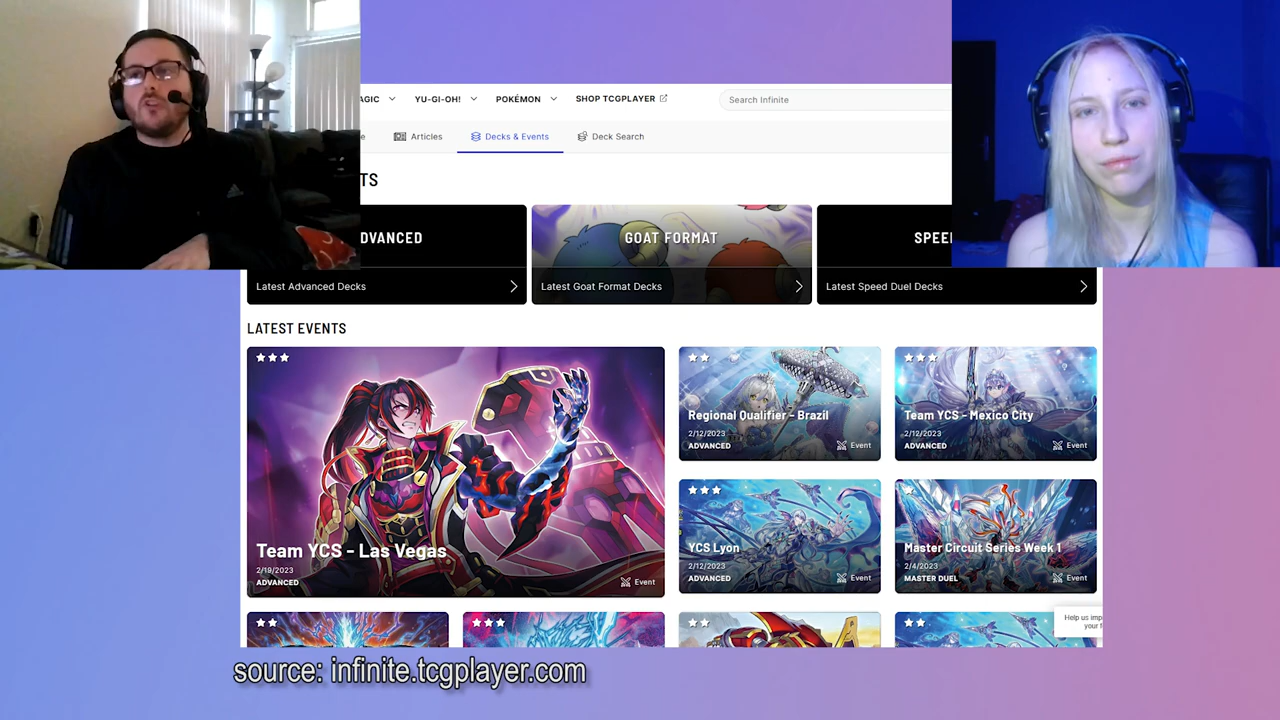 AGIC YU-GI-OH! POKÉMON SHOP TCGPLAYER Search Infinite
e Articles Decks & Events Deck Search
TS
DVANCED GOAT FORMAT SPEE
Latest Advanced Decks Latest Goat Format Decks Latest Speed Duel Decks
LATEST EVENTS
Team YCS - Las Vegas
2/19/2023
ADVANCED Event
Regional Qualifier - Brazil
2/12/2023
ADVANCED Event
Team YCS - Mexico City
2/12/2023
ADVANCED Event
YCS Lyon
2/12/2023
ADVANCED Event
Master Circuit Series Week 1
2/4/2023
MASTER DUEL Event
Help us imp
your f
source: infinite.tcgplayer.com